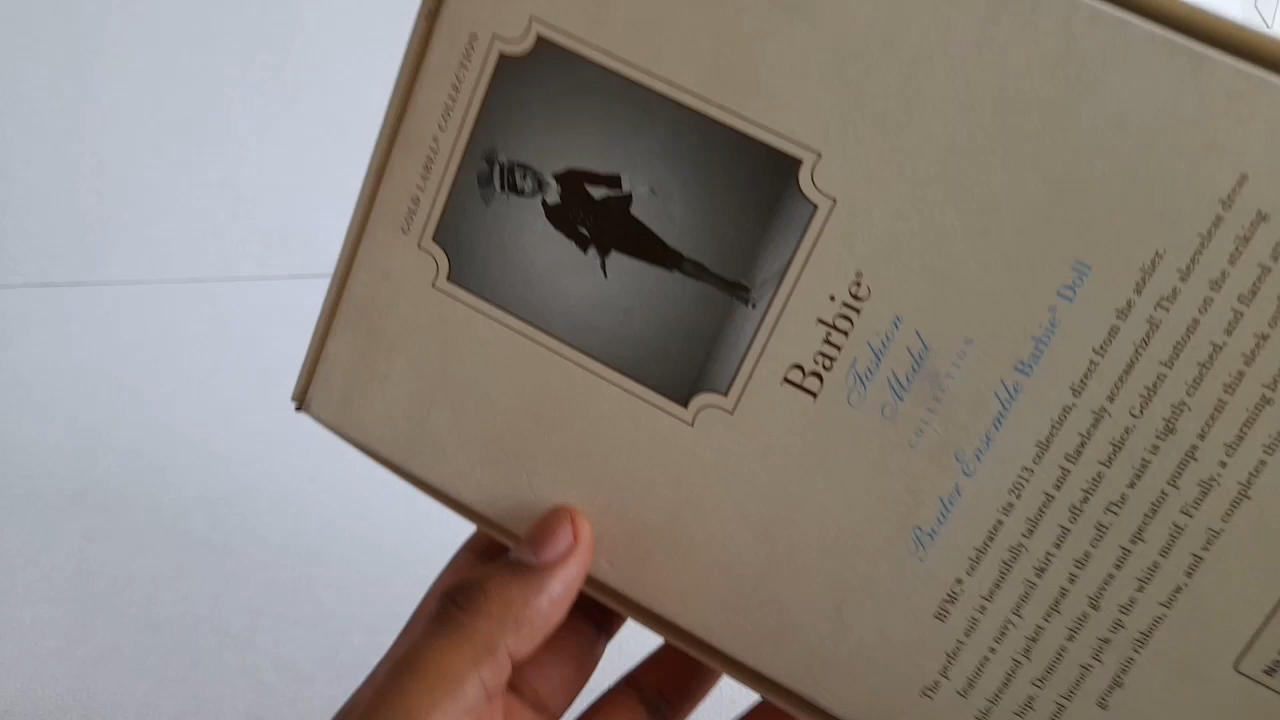 GOLD LABEL® COLLECTION
Barbie®
Fashion
Model
COLLECTION
Boater Ensemble Barbie® Doll
BFMC® celebrates its 2013 collection, direct from the atelier.
The perfect suit is beautifully tailored and flawlessly accessorized! The sleeveless dress
features a navy pencil skirt and off-white bodice. Golden buttons on the striking
breasted jacket repeat at the cuff. The waist is tightly cinched, and flared
hips. Demure white gloves and spectator pumps accent this sleek
and brooch pick up the white motif. Finally, a charming
grosgrain ribbon, bow, and veil, completes this